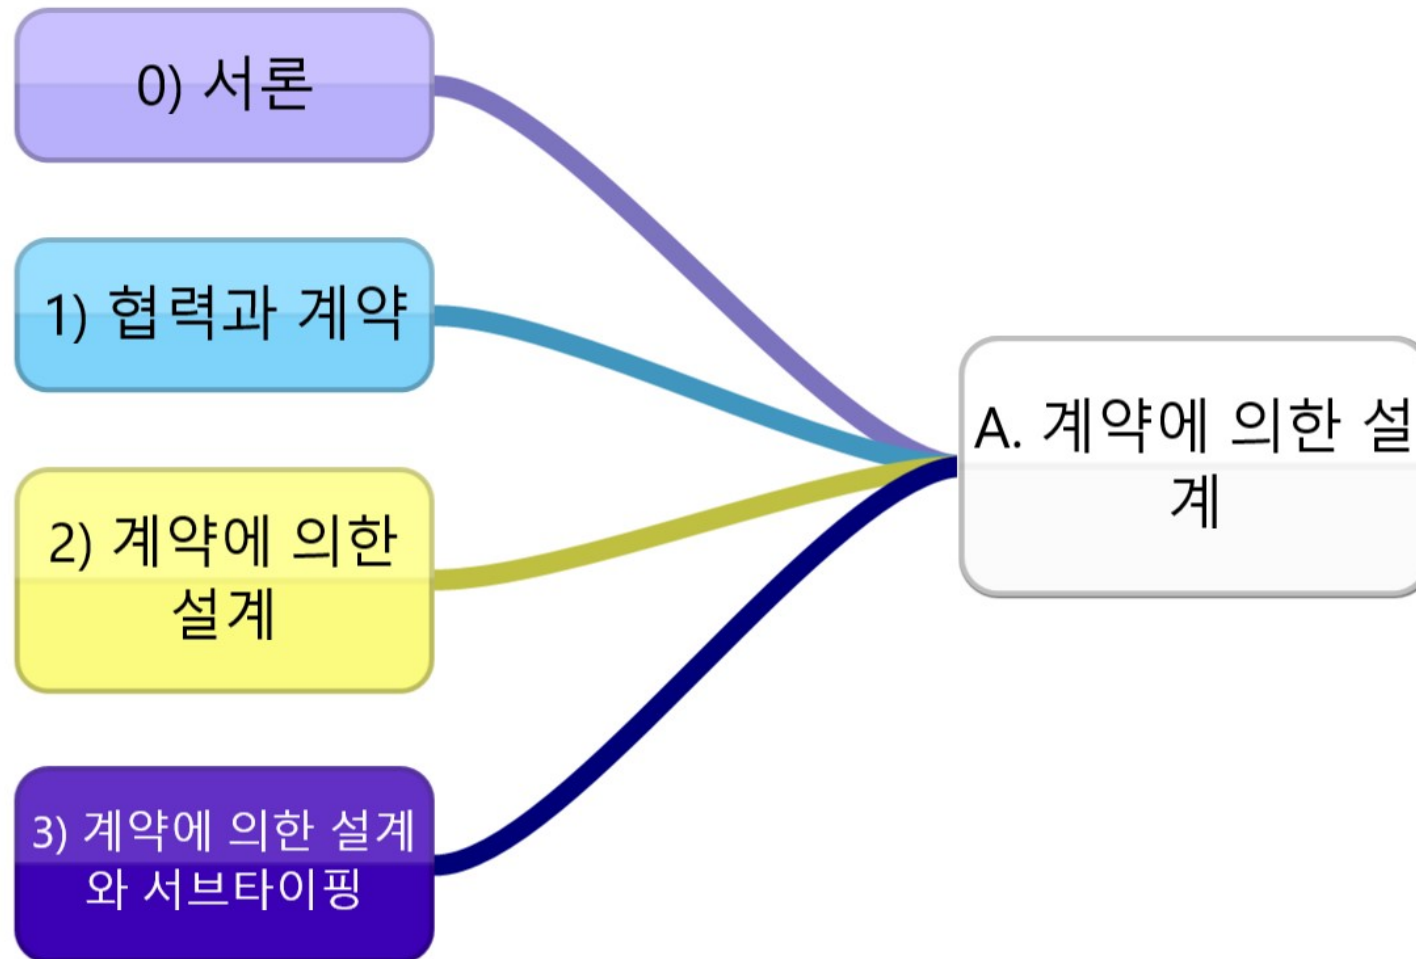 0) 서론
1) 협력과 계약
2) 계약에 의한
설계
3) 계약에 의한 설계
와 서브타이핑
A. 계약에 의한 설
계